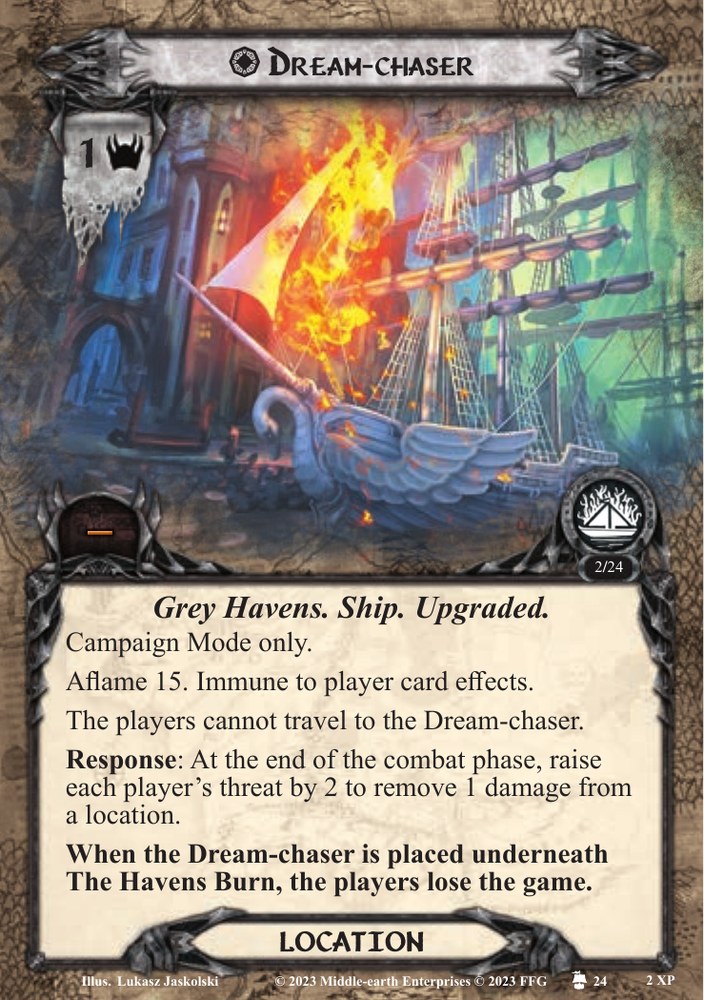 DREAM-CHASER
1
–
2/24
Grey Havens. Ship. Upgraded.
Campaign Mode only.
Aflame 15. Immune to player card effects.
The players cannot travel to the Dream-chaser.
Response: At the end of the combat phase, raise
each player’s threat by 2 to remove 1 damage from
a location.
When the Dream-chaser is placed underneath
The Havens Burn, the players lose the game.
LOCATION
Illus. Lukasz Jaskolski © 2023 Middle-earth Enterprises © 2023 FFG 24 2 XP